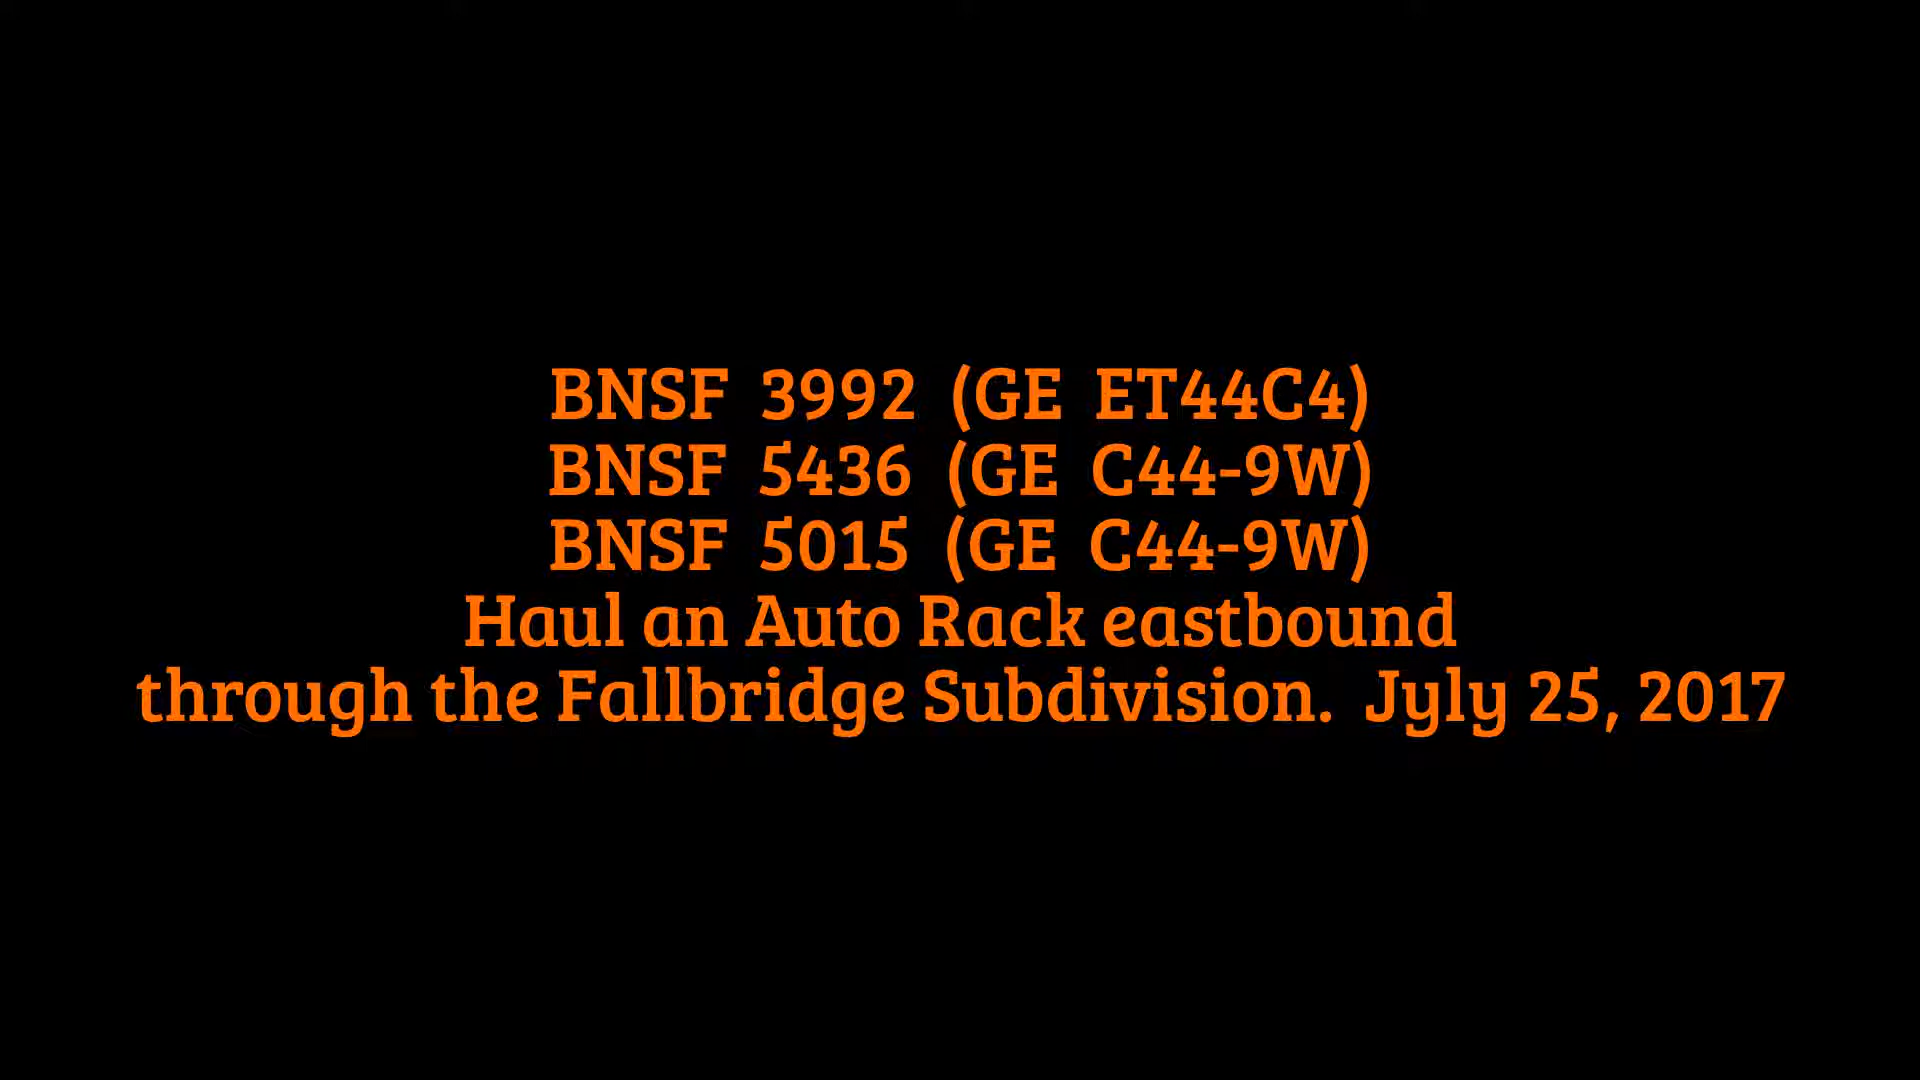 BNSF 3992 (GE ET44C4)
BNSF 5436 (GE C44-9W)
BNSF 5015 (GE C44-9W)
Haul an Auto Rack eastbound
through the Fallbridge Subdivision. Jyly 25, 2017